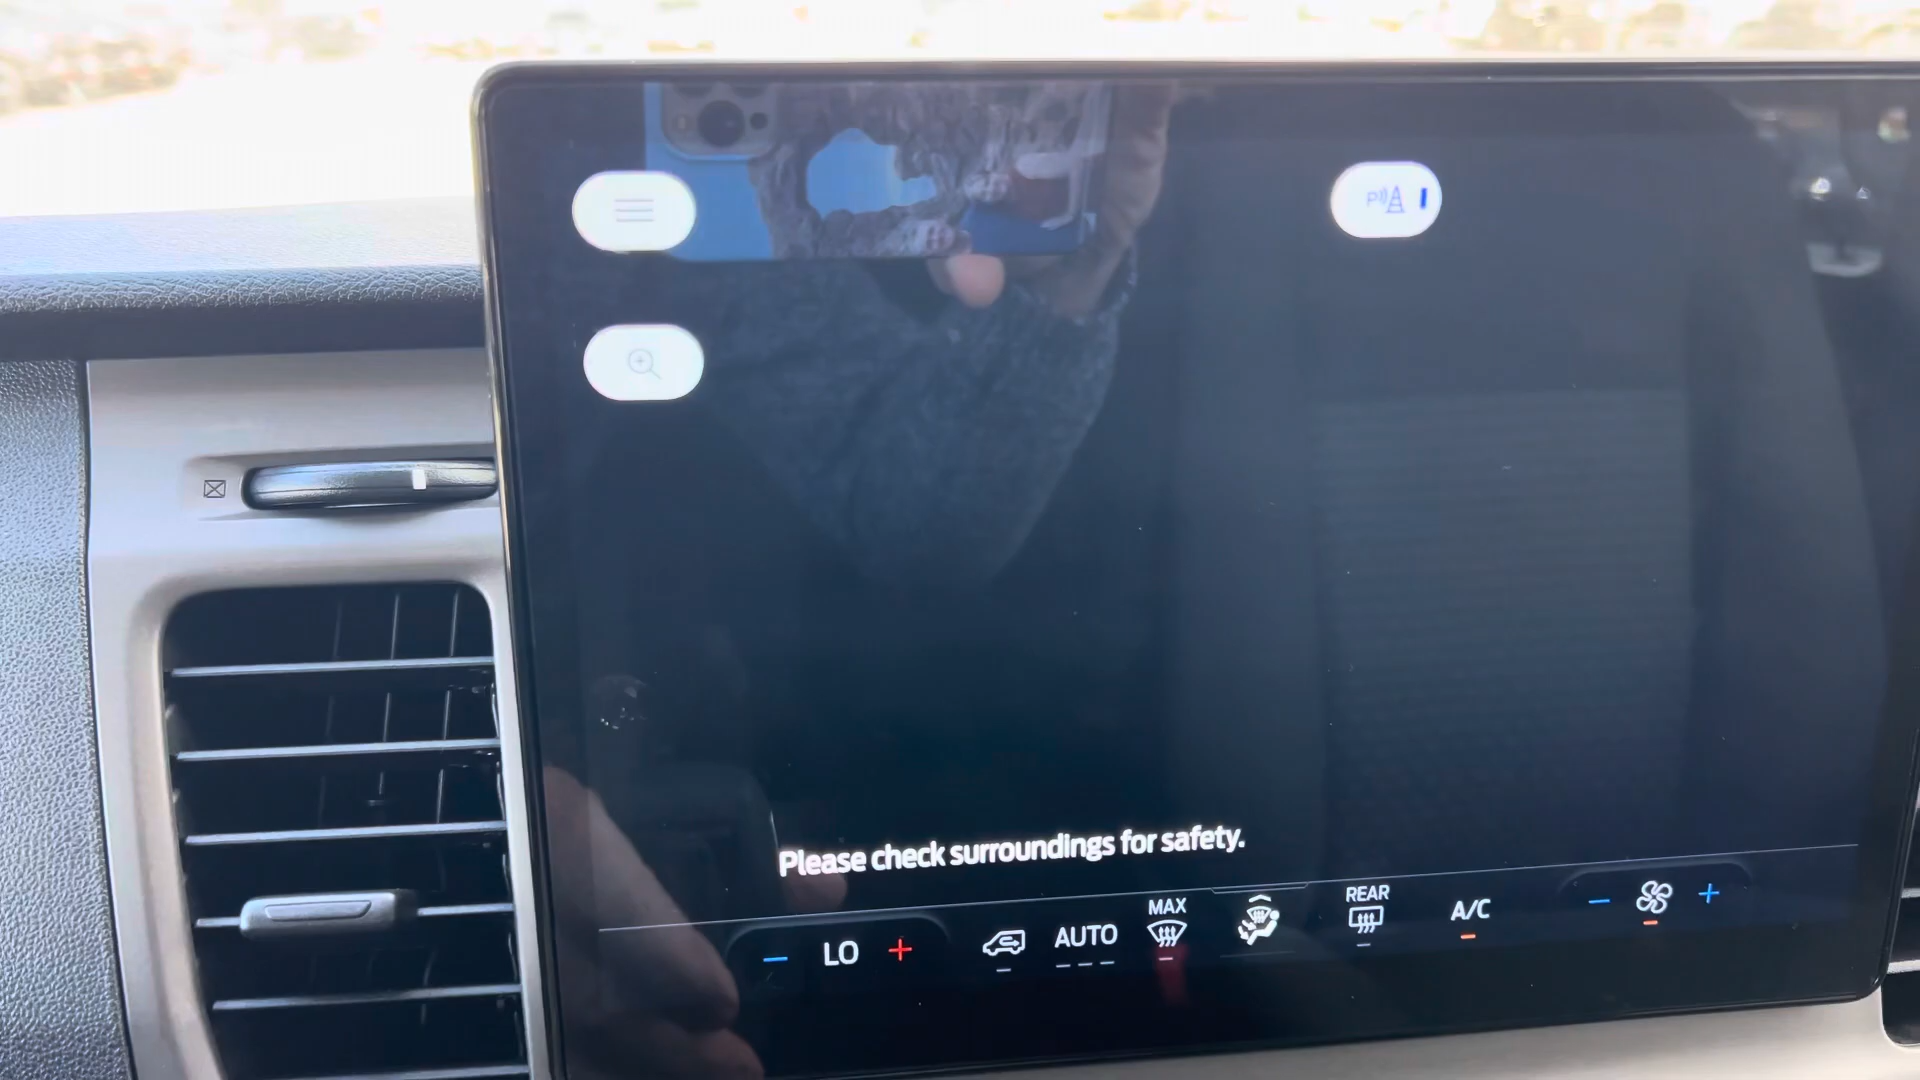 P
Please check surroundings for safety.
LO
AUTO
MAX
REAR
A/C